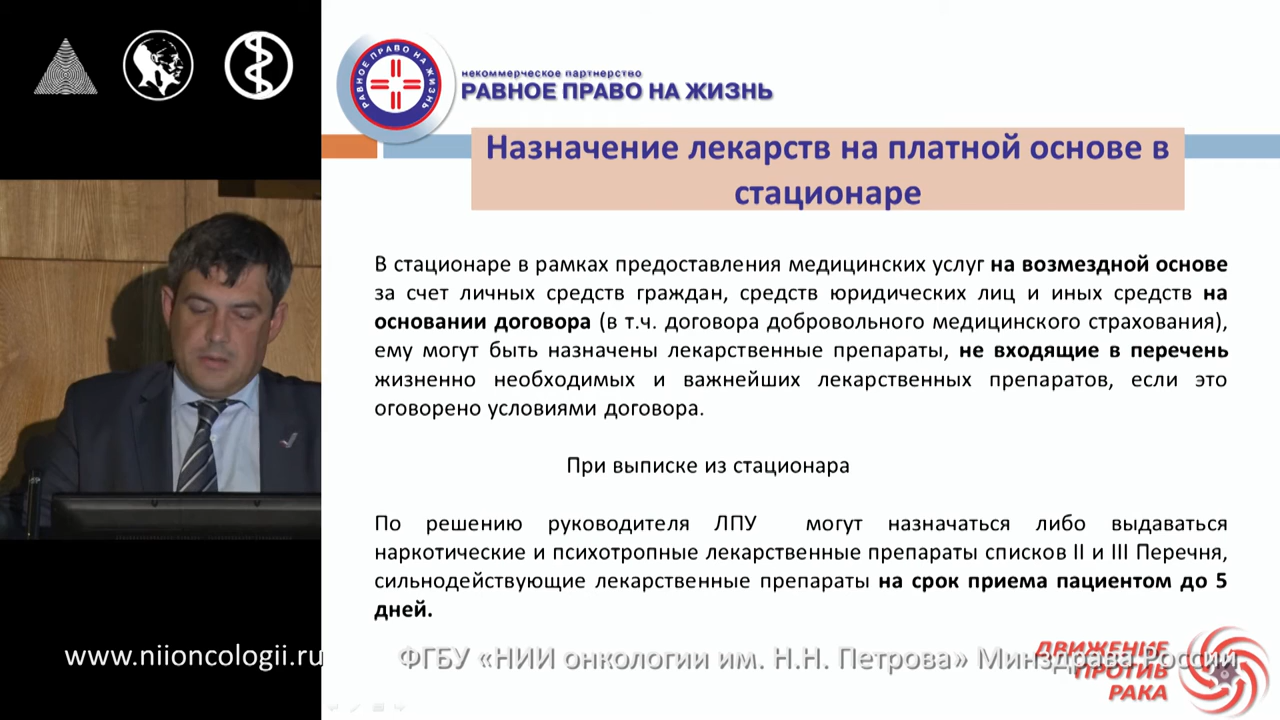 РАВНОЕ ПРАВО НА ЖИЗНЬ
некоммерческое партнерство
РАВНОЕ ПРАВО НА ЖИЗНЬ
Назначение лекарств на платной основе в
стационаре
В стационаре в рамках предоставления медицинских услуг на возмездной основе
за счет личных средств граждан, средств юридических лиц и иных средств на
основании договора (в т.ч. договора добровольного медицинского страхования),
ему могут быть назначены лекарственные препараты, не входящие в перечень
жизненно необходимых и важнейших лекарственных препаратов, если это
оговорено условиями договора.
При выписке из стационара
По решению руководителя ЛПУ могут назначаться либо выдаваться
наркотические и психотропные лекарственные препараты списков II и III Перечня,
сильнодействующие лекарственные препараты на срок приема пациентом до 5
дней.
www.niioncologii.ru
ФГБУ «НИИ онкологии им. Н.Н. Петрова» Минздрава России
ДВИЖЕНИЕ
ПРОТИВ
РАКА